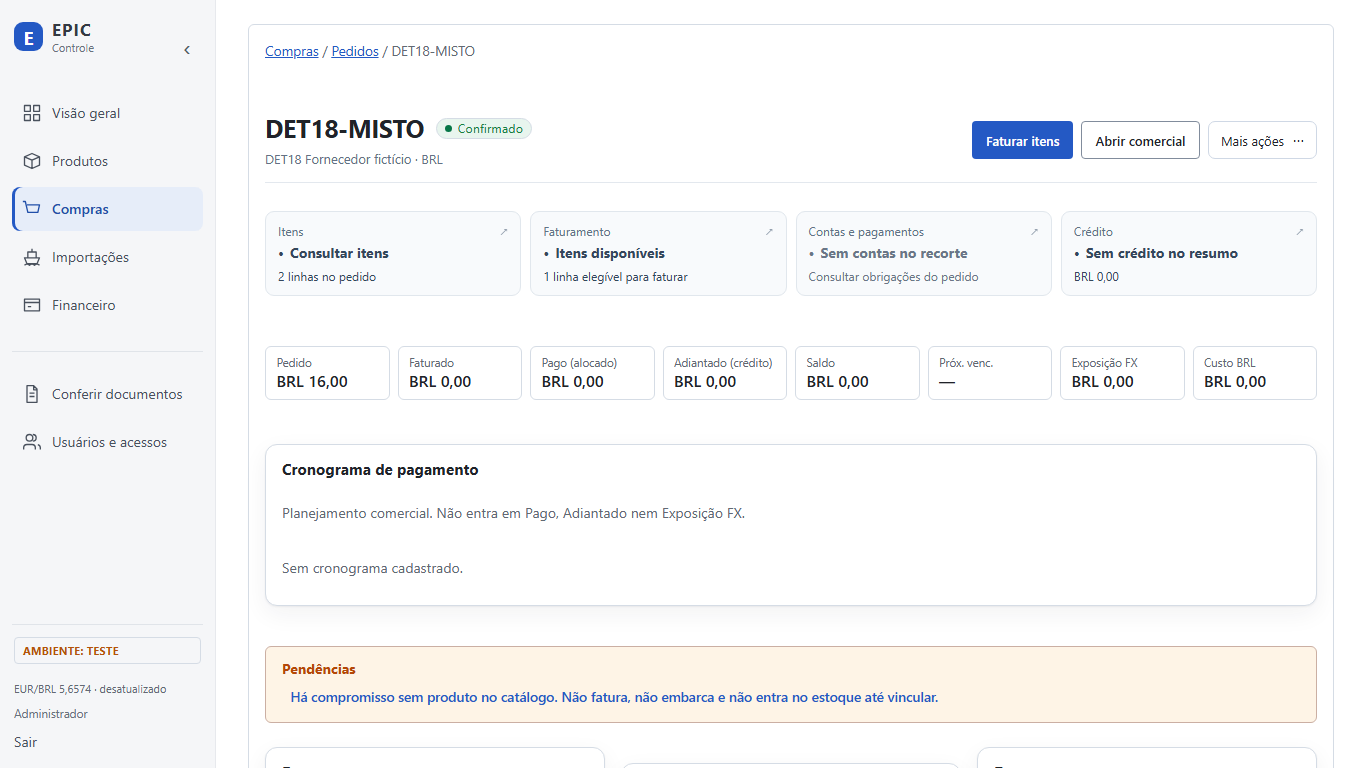 E
EPIC
Controle
Visão geral
Produtos
Compras
Importações
Financeiro
Conferir documentos
Usuários e acessos
AMBIENTE: TESTE
EUR/BRL 5,6574 · desatualizado
Administrador
Sair
Compras / Pedidos / DET18-MISTO
DET18-MISTO
Confirmado
DET18 Fornecedor fictício · BRL
Faturar itens
Abrir comercial
Mais ações ···
Itens ↗
• Consultar itens
2 linhas no pedido
Faturamento ↗
• Itens disponíveis
1 linha elegível para faturar
Contas e pagamentos ↗
• Sem contas no recorte
Consultar obrigações do pedido
Crédito ↗
• Sem crédito no resumo
BRL 0,00
Pedido
BRL 16,00
Faturado
BRL 0,00
Pago (alocado)
BRL 0,00
Adiantado (crédito)
BRL 0,00
Saldo
BRL 0,00
Próx. venc.
—
Exposição FX
BRL 0,00
Custo BRL
BRL 0,00
Cronograma de pagamento
Planejamento comercial. Não entra em Pago, Adiantado nem Exposição FX.
Sem cronograma cadastrado.
Pendências
Há compromisso sem produto no catálogo. Não fatura, não embarca e não entra no estoque até vincular.